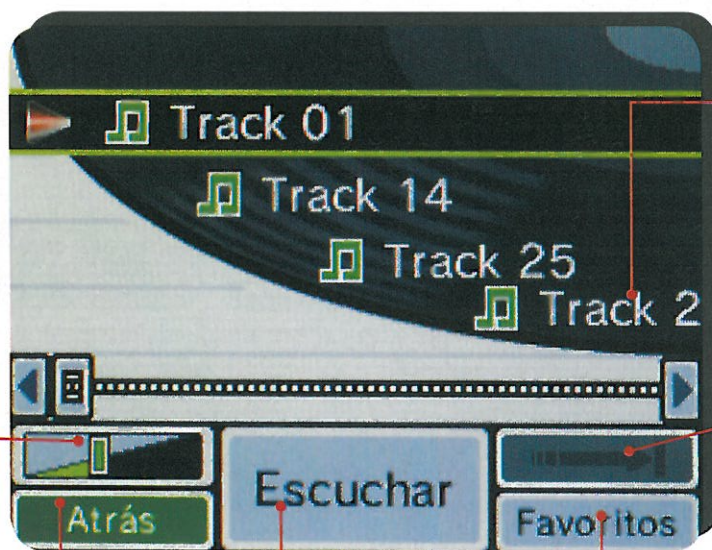 Track 01
Track 14
Track 25
Track 2
Escuchar
Atrás
Favoritos